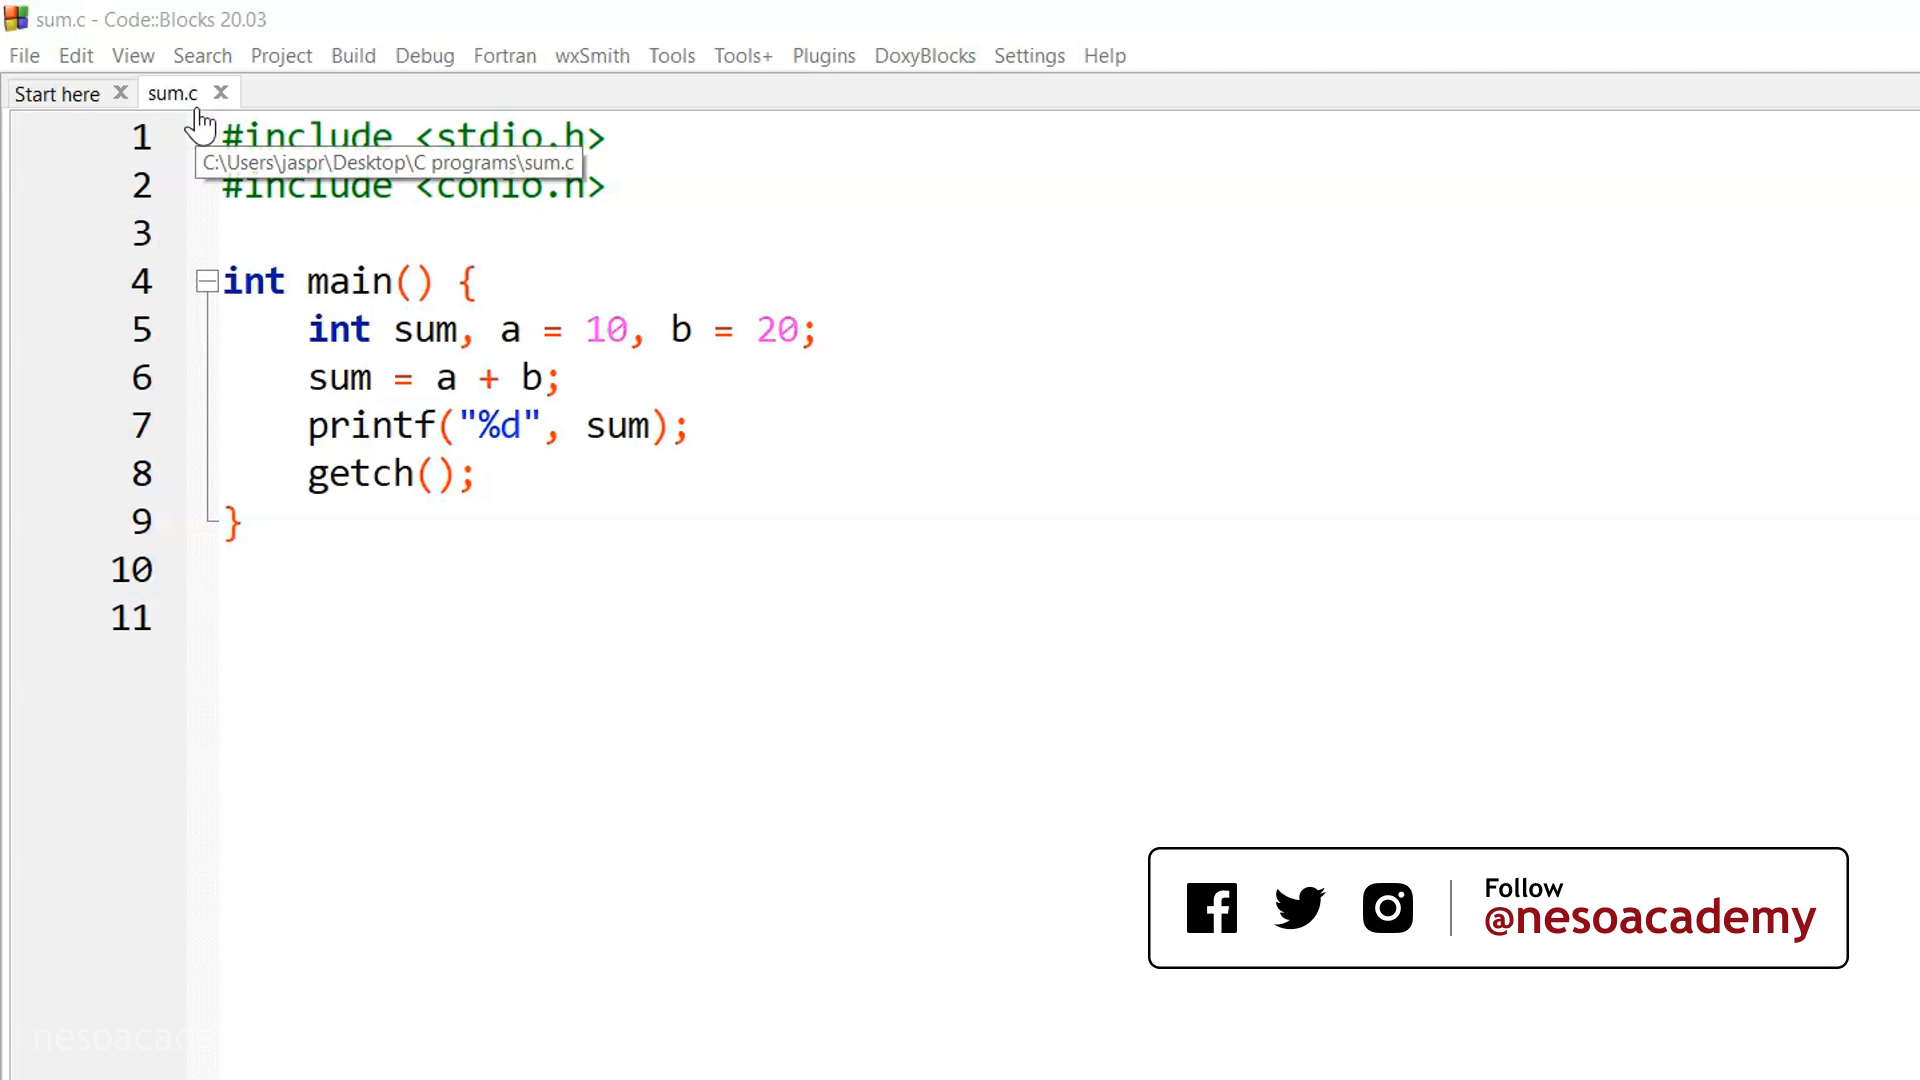 sum.c - Code::Blocks 20.03
File Edit View Search Project Build Debug Fortran wxSmith Tools Tools+ Plugins DoxyBlocks Settings Help
Start here sum.c
1 #include <stdio.h>
C:\Users\jaspr\Desktop\C programs\sum.c
2 #include <conio.h>
3
4 int main() {
5 int sum, a = 10, b = 20;
6 sum = a + b;
7 printf("%d", sum);
8 getch();
9 }
10
11
Follow
@nesoacademy